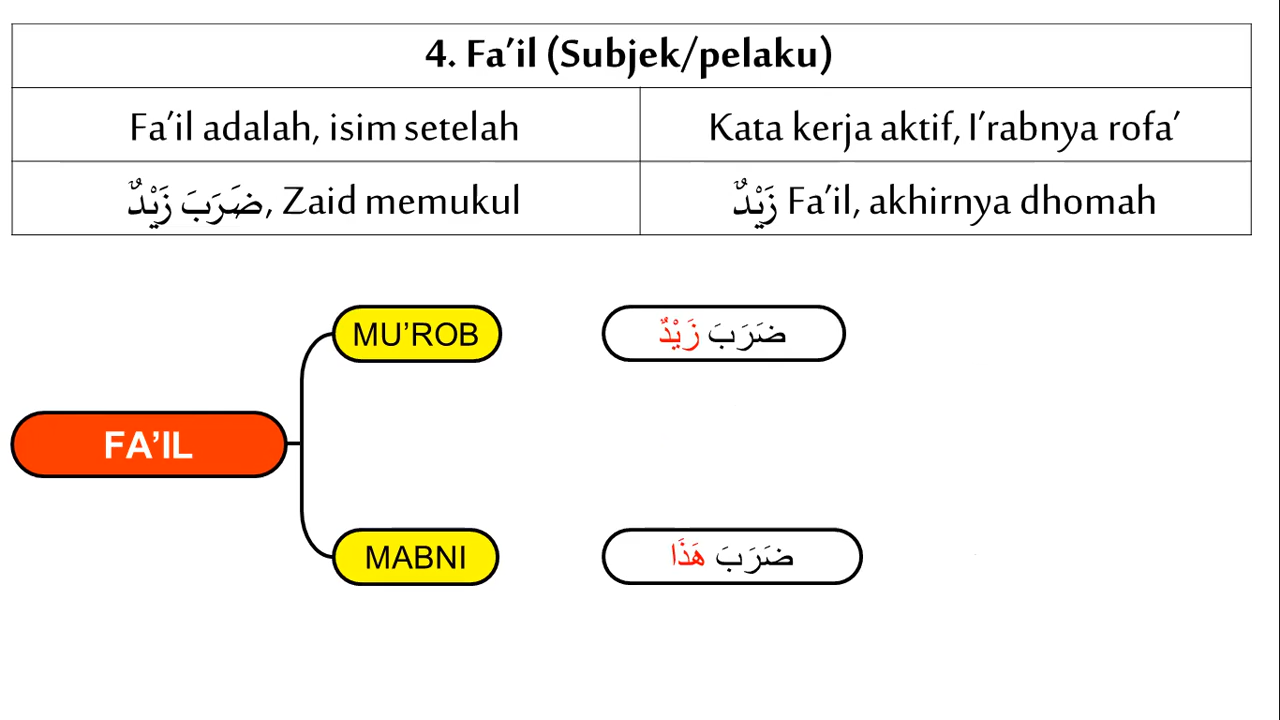 4. Fa’il (Subjek/pelaku)
Fa’il adalah, isim setelah
Kata kerja aktif, I’rabnya rofa’
ضَرَبَ زَيْدٌ, Zaid memukul
زَيْدٌ Fa’il, akhirnya dhomah
MU’ROB
ضَرَبَ زَيْدٌ
FA’IL
MABNI
ضَرَبَ هَذَا